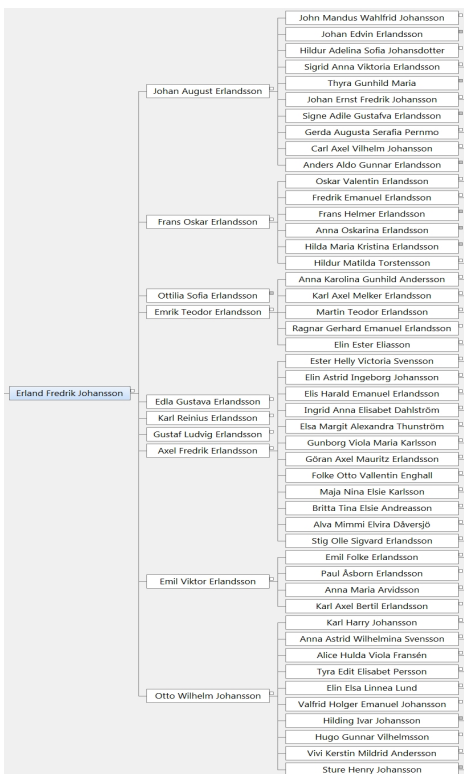 John Mandus Wahlfrid Johansson
Johan Edvin Erlandsson
Hildur Adelina Sofia Johansdotter
Sigrid Anna Viktoria Erlandsson
Thyra Gunhild Maria
Johan August Erlandsson
Johan Ernst Fredrik Johansson
Signe Adile Gustafva Erlandsson
Gerda Augusta Serafia Pernmo
Carl Axel Vilhelm Johansson
Anders Aldo Gunnar Erlandsson
Oskar Valentin Erlandsson
Fredrik Emanuel Erlandsson
Frans Helmer Erlandsson
Frans Oskar Erlandsson
Anna Oskarina Erlandsson
Hilda Maria Kristina Erlandsson
Hildur Matilda Torstensson
Anna Karolina Gunhild Andersson
Ottilia Sofia Erlandsson
Karl Axel Melker Erlandsson
Emrik Teodor Erlandsson
Martin Teodor Erlandsson
Ragnar Gerhard Emanuel Erlandsson
Elin Ester Eliasson
Ester Helly Victoria Svensson
Elin Astrid Ingeborg Johansson
Erland Fredrik Johansson
Elis Harald Emanuel Erlandsson
Edla Gustava Erlandsson
Ingrid Anna Elisabet Dahlström
Karl Reinius Erlandsson
Elsa Margit Alexandra Thunström
Gustaf Ludvig Erlandsson
Gunborg Viola Maria Karlsson
Axel Fredrik Erlandsson
Göran Axel Mauritz Erlandsson
Folke Otto Vallentin Enghall
Maja Nina Elsie Karlsson
Britta Tina Elsie Andreasson
Alva Mimmi Elvira Dåversjö
Stig Olle Sigvard Erlandsson
Emil Folke Erlandsson
Paul Åsborn Erlandsson
Emil Viktor Erlandsson
Anna Maria Arvidsson
Karl Axel Bertil Erlandsson
Karl Harry Johansson
Anna Astrid Wilhelmina Svensson
Alice Hulda Viola Fransén
Tyra Edit Elisabet Persson
Elin Elsa Linnea Lund
Otto Wilhelm Johansson
Valfrid Holger Emanuel Johansson
Hilding Ivar Johansson
Hugo Gunnar Vilhelmsson
Vivi Kerstin Mildrid Andersson
Sture Henry Johansson